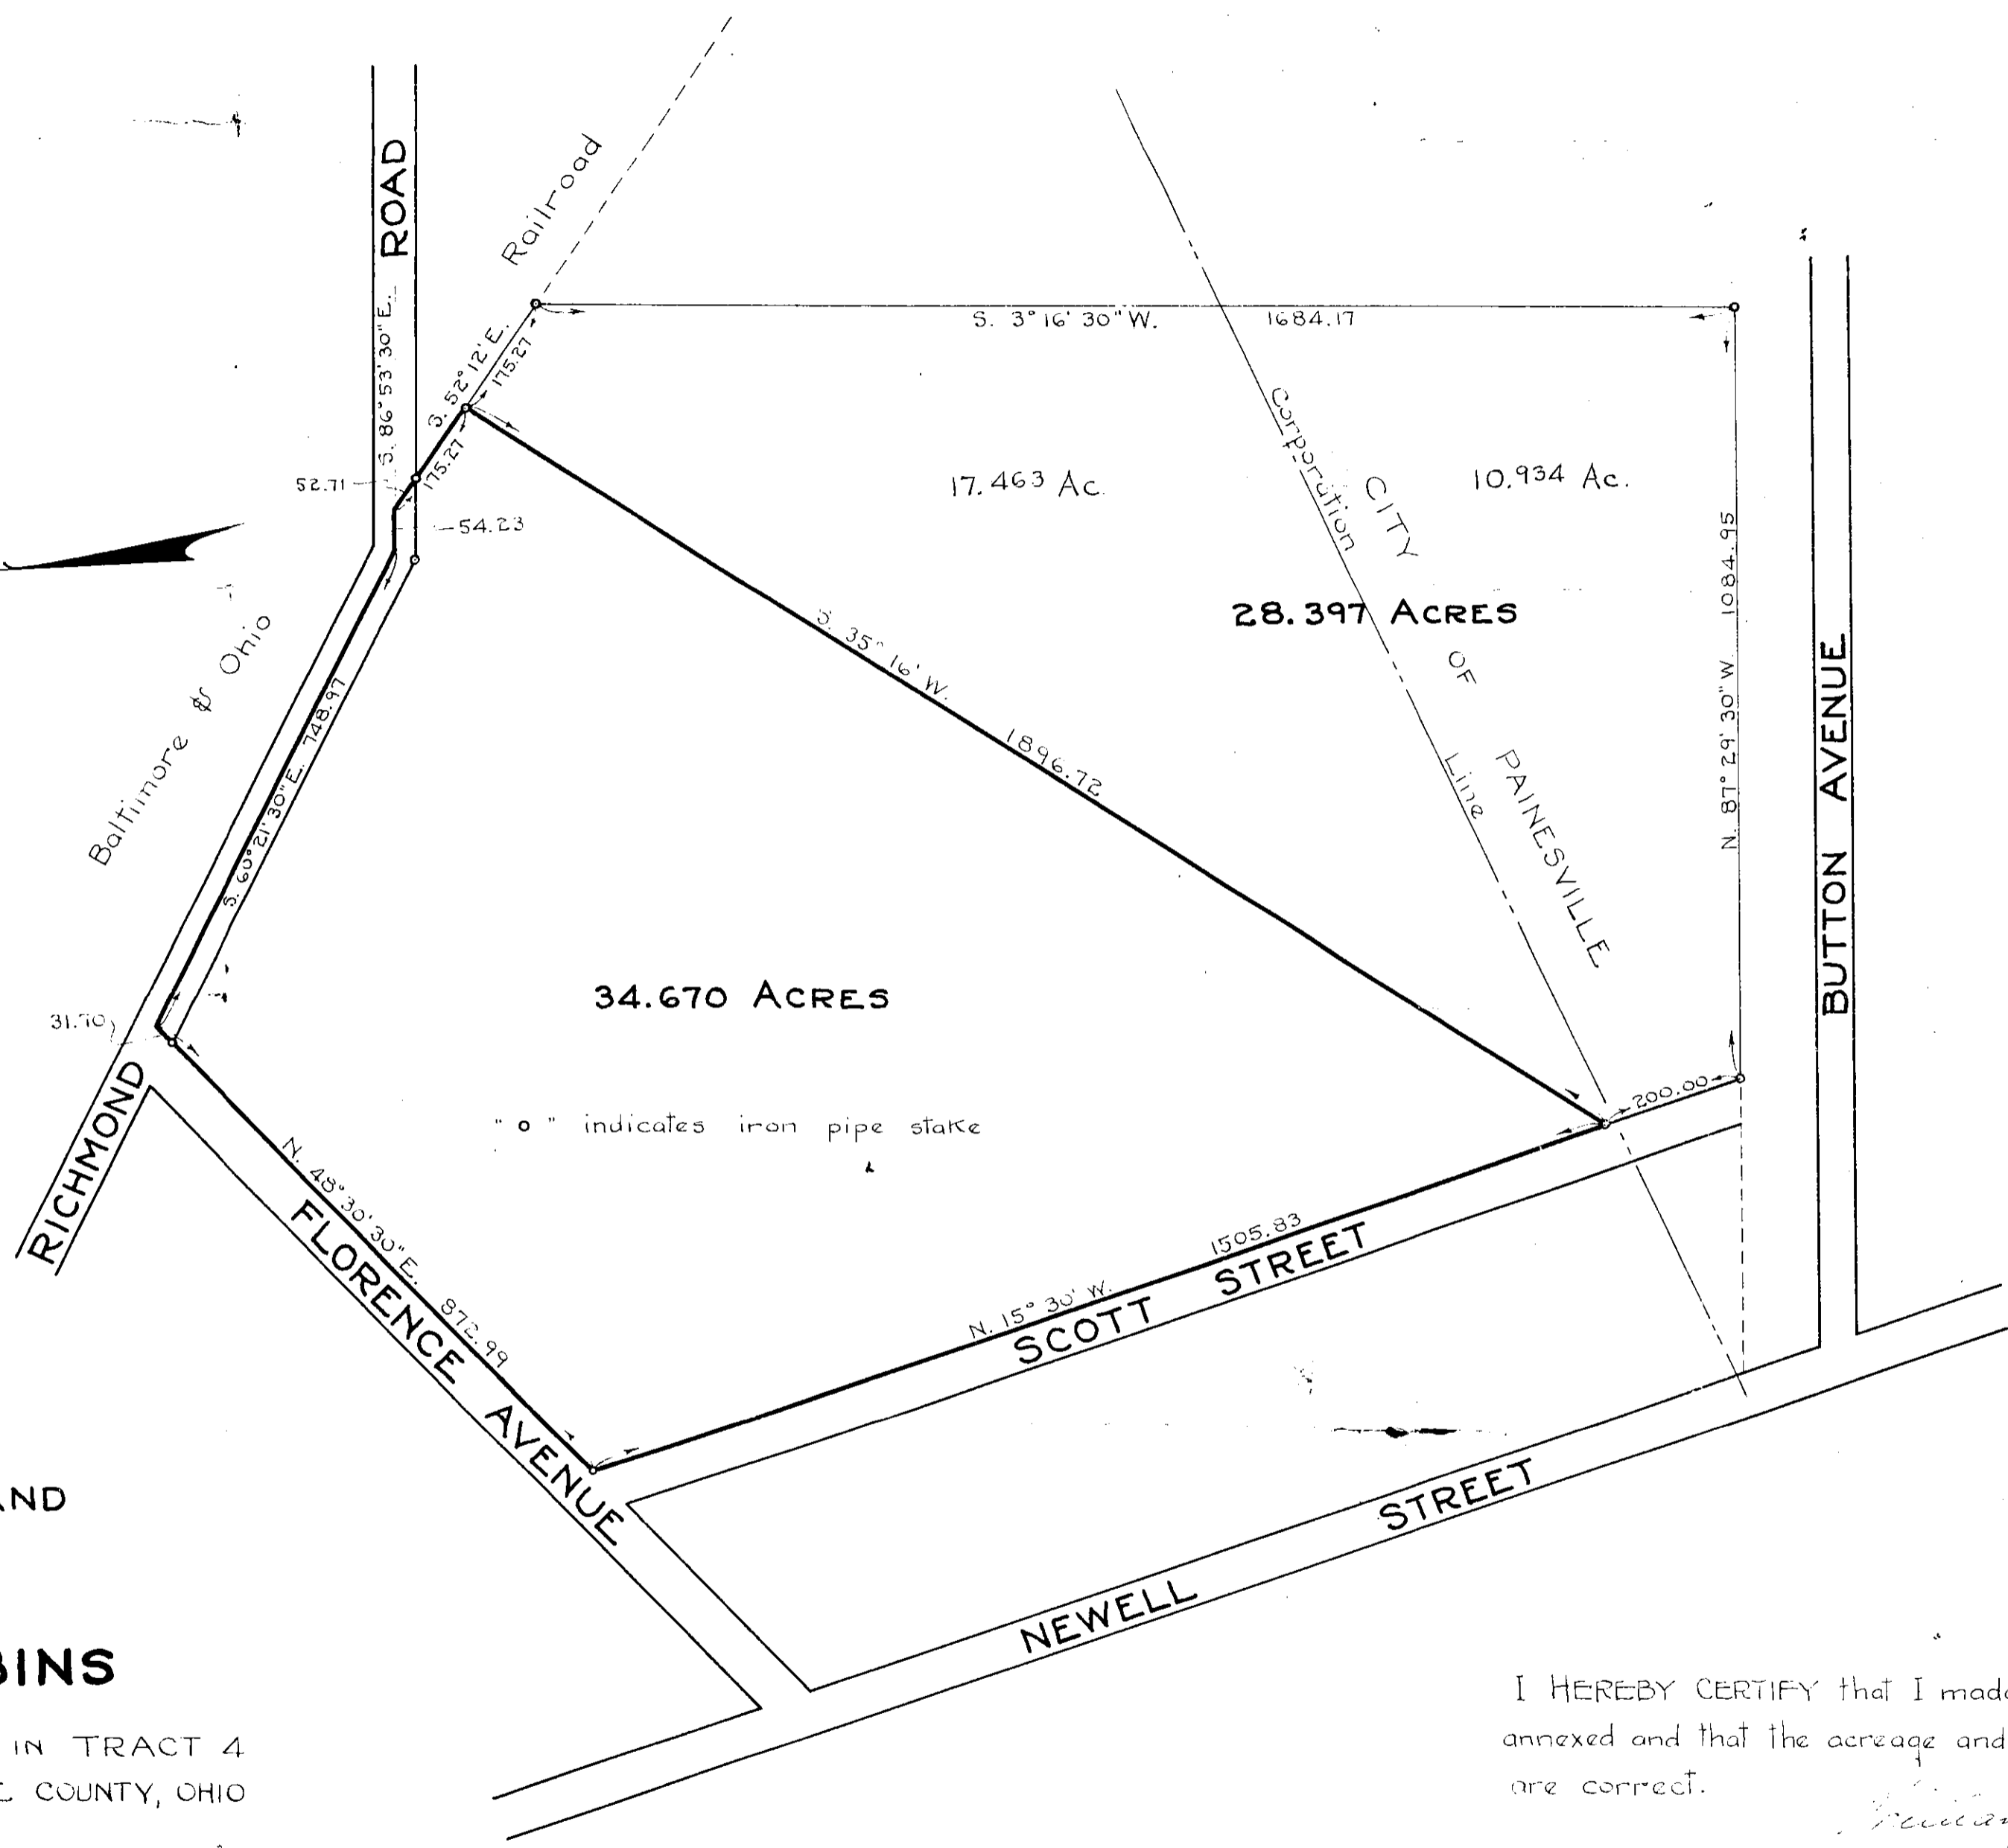 ROAD
Railroad
S. 86° 53' 30" E.
S. 52° 12' E.
175.27
175.27
52.71
54.23
S. 3° 16' 30" W. 1684.17
17.463 Ac.
10.934 Ac.
Corporation
Line
CITY
OF
PAINESVILLE
28.397 ACRES
N. 87° 29' 30" W. 1084.95
BUTTON AVENUE
Baltimore & Ohio
S. 60° 21' 30" E. 748.97
S. 35° 16' W.
1896.72
34.670 ACRES
31.70
RICHMOND
200.00
" o " indicates iron pipe stake
N. 48° 30' 30" E. 872.99
FLORENCE AVENUE
N. 15° 30' W. 1505.83
SCOTT STREET
NEWELL STREET
AND
BINS
IN TRACT 4
COUNTY, OHIO
I HEREBY CERTIFY that I made
annexed and that the acreage and
are correct.